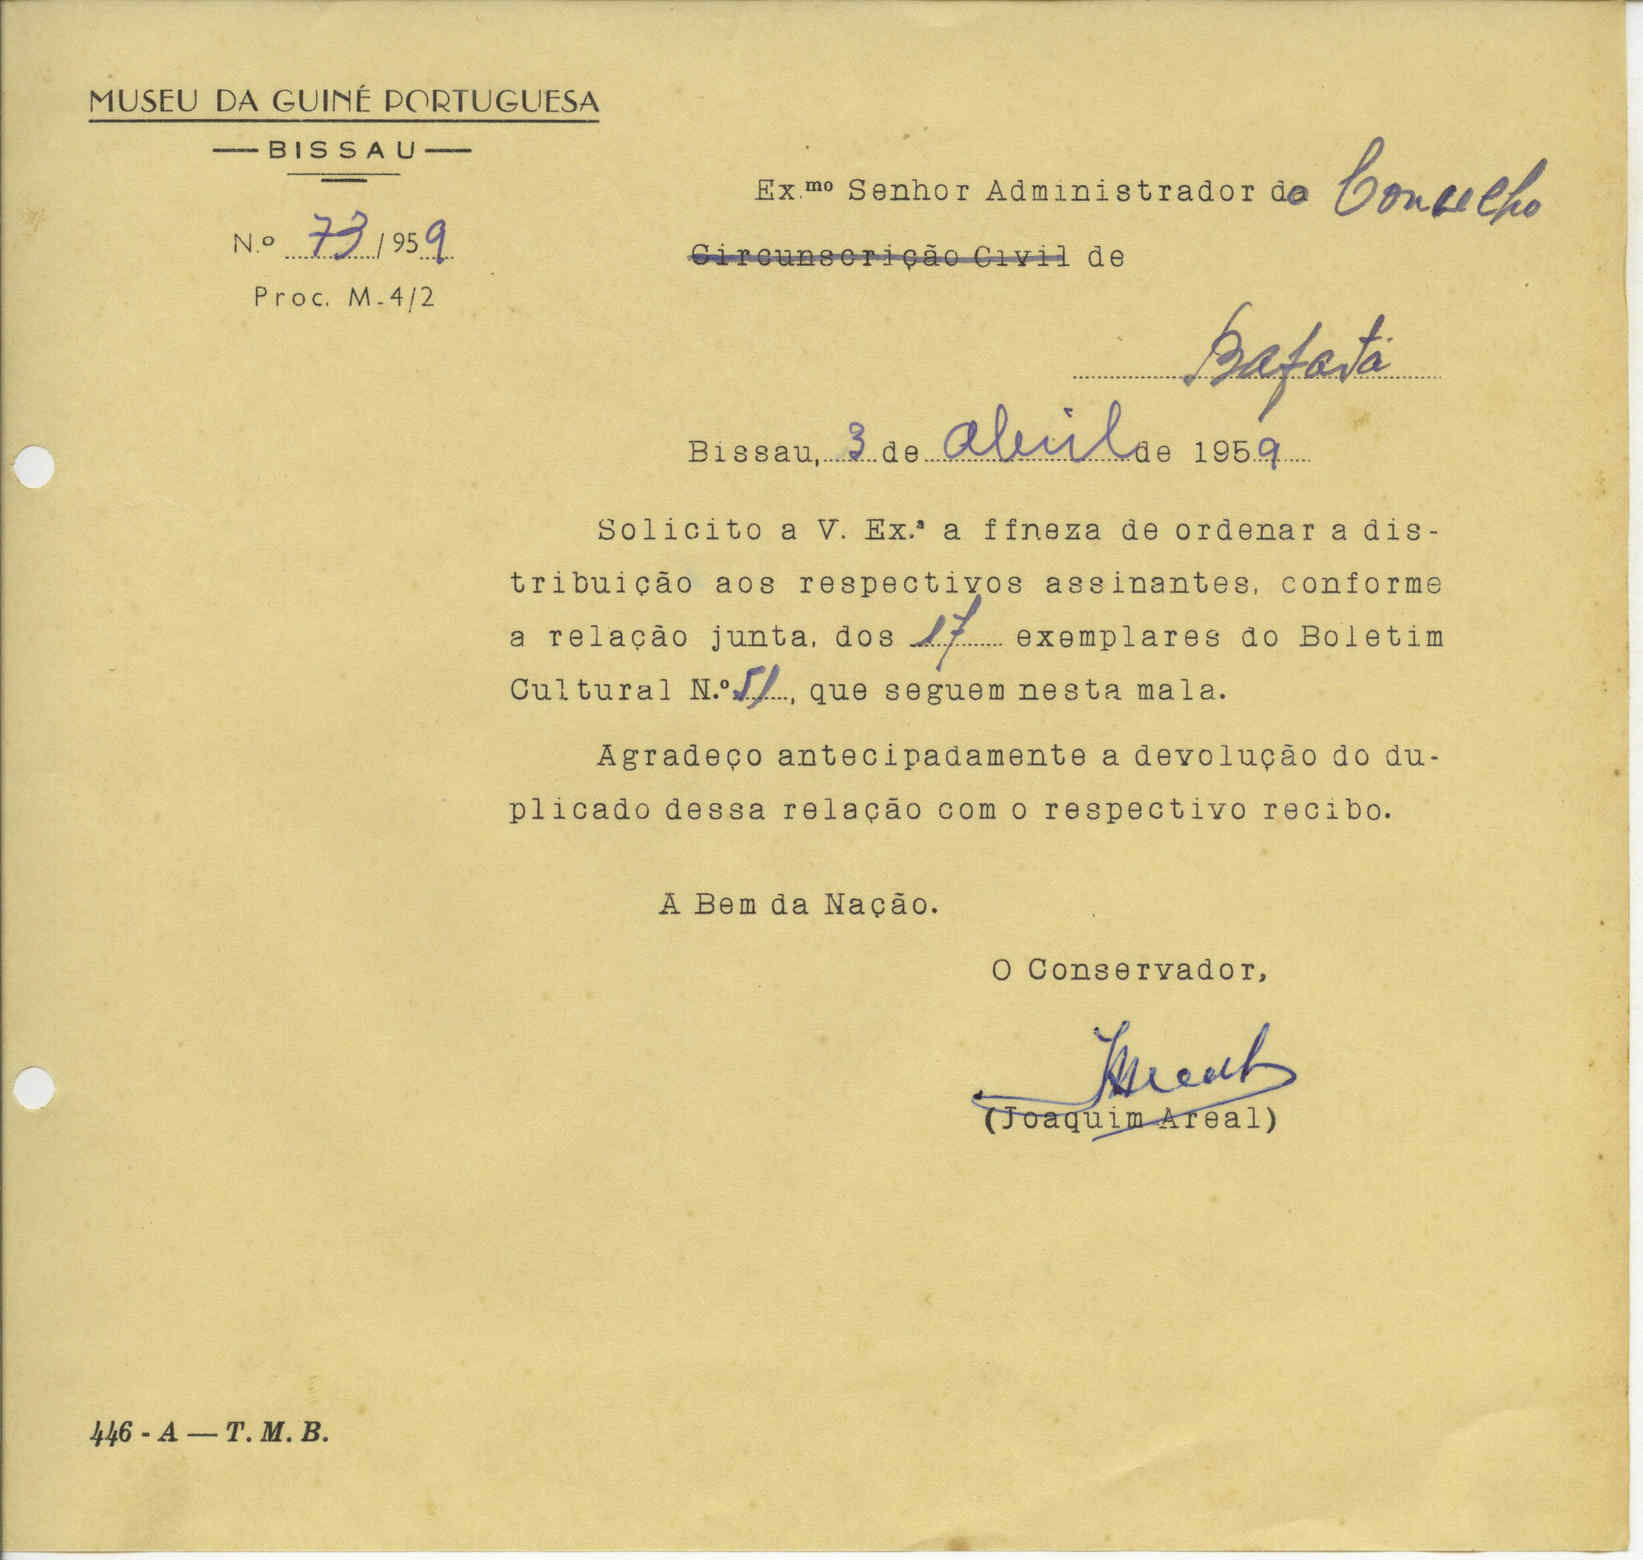 MUSEU DA GUINÉ PORTUGUESA
— BISSAU —
N.º 73/959
Proc. M-4/2
Ex.mo Senhor Administrador do Conselho
Circunscrição Civil de
Bafatá
Bissau, 3 de Abril de 1959
Solicito a V. Ex.ª a ffneza de ordenar a dis-
tribuição aos respectivos assinantes, conforme
a relação junta, dos 17 exemplares do Boletim
Cultural N.º 51, que seguem nesta mala.
Agradeço antecipadamente a devolução do du-
plicado dessa relação com o respectivo recibo.
A Bem da Nação.
O Conservador,
JAreal
(Joaquim Areal)
446 - A — T. M. B.